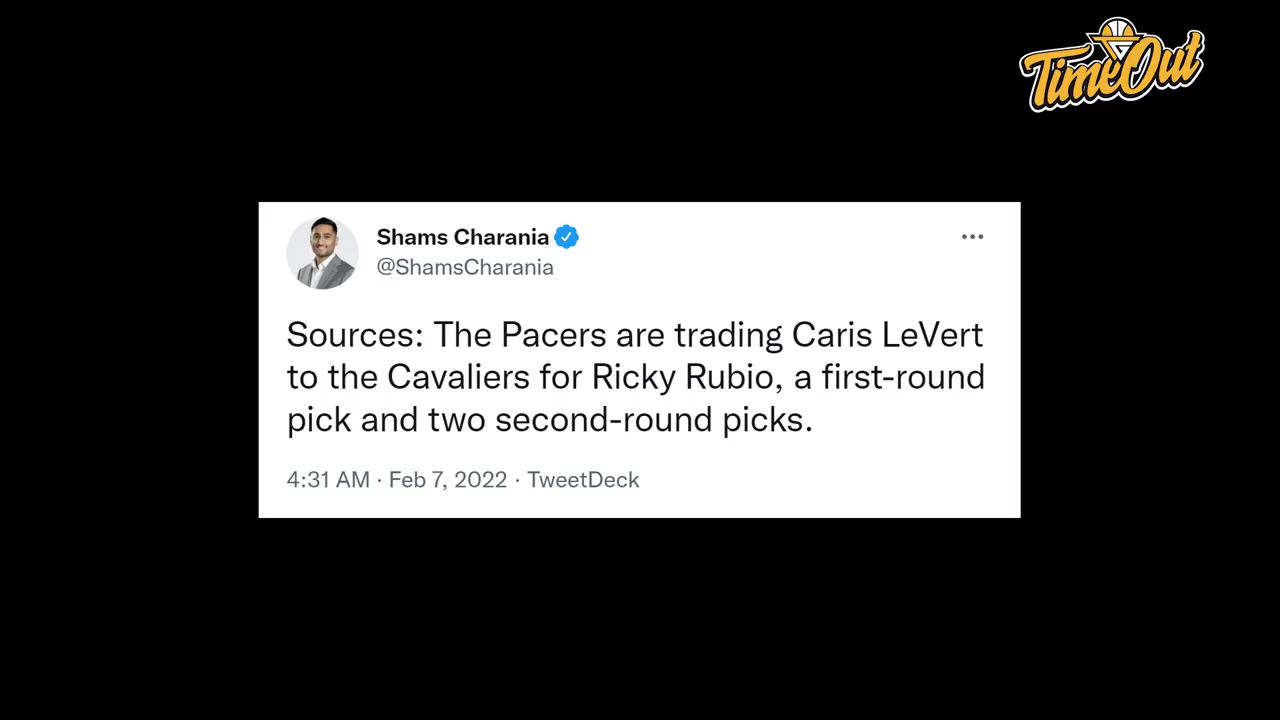 TimeOut
Shams Charania
@ShamsCharania
Sources: The Pacers are trading Caris LeVert
to the Cavaliers for Ricky Rubio, a first-round
pick and two second-round picks.
4:31 AM · Feb 7, 2022 · TweetDeck